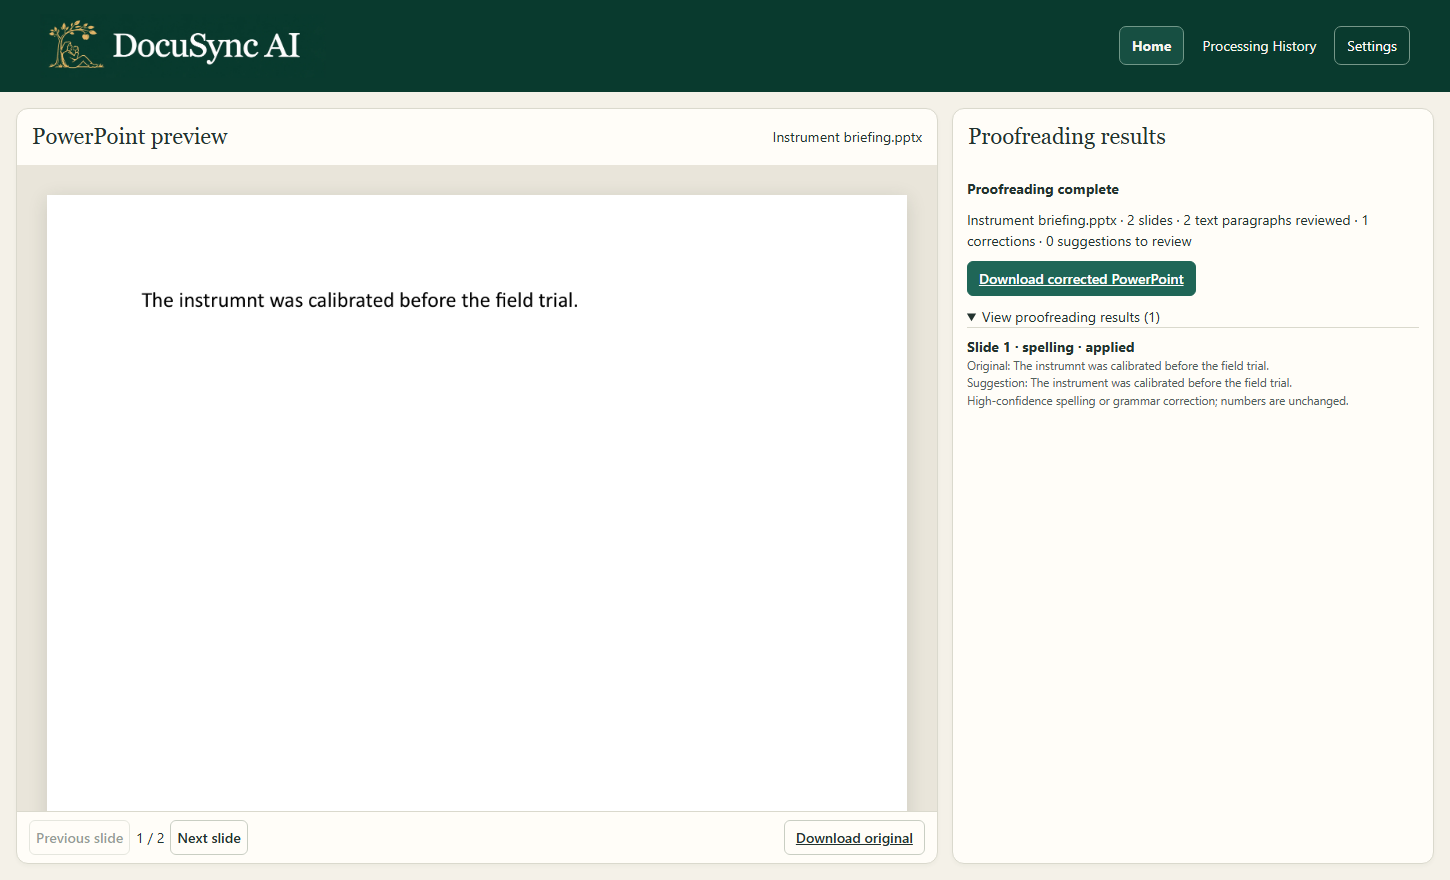 DocuSync AI
Home
Processing History
Settings
PowerPoint preview
Instrument briefing.pptx
The instrumnt was calibrated before the field trial.
Previous slide
1 / 2
Next slide
Download original
Proofreading results
Proofreading complete
Instrument briefing.pptx · 2 slides · 2 text paragraphs reviewed · 1
corrections · 0 suggestions to review
Download corrected PowerPoint
▼ View proofreading results (1)
Slide 1 · spelling · applied
Original: The instrumnt was calibrated before the field trial.
Suggestion: The instrument was calibrated before the field trial.
High-confidence spelling or grammar correction; numbers are unchanged.